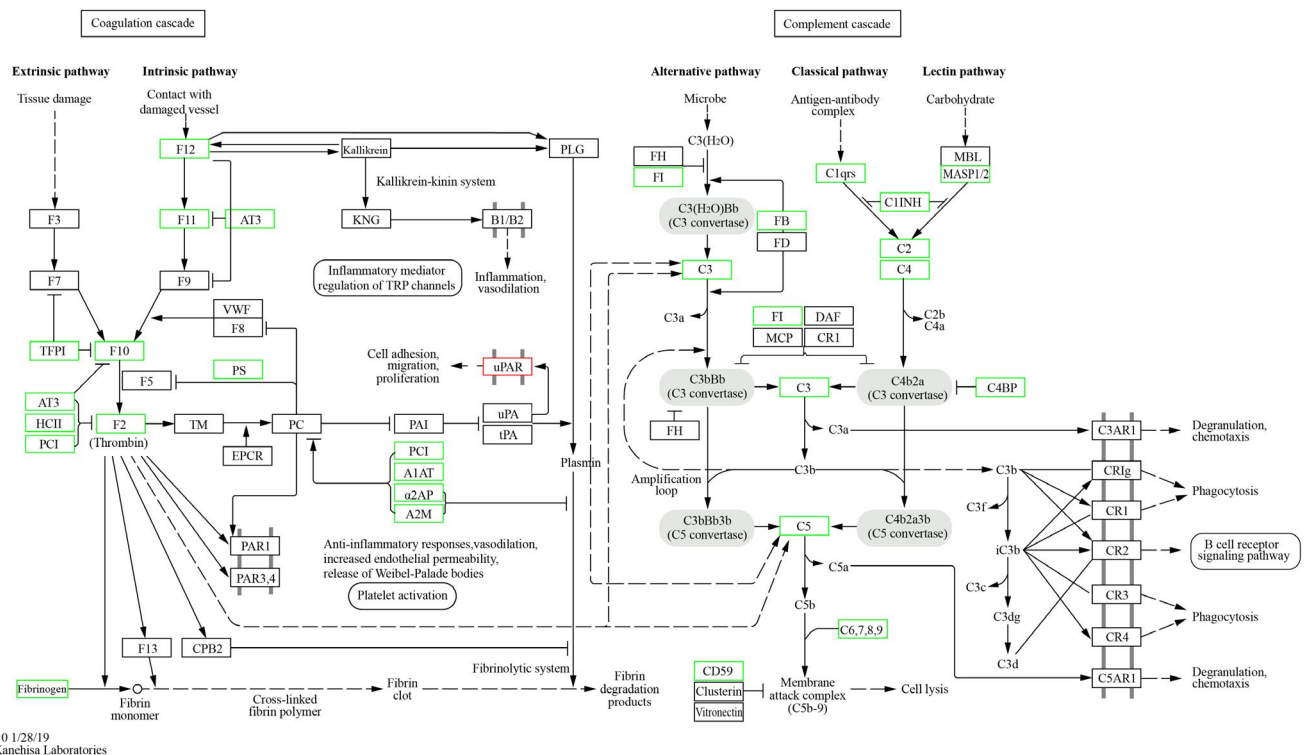 Coagulation cascade
Complement cascade
Extrinsic pathway
Intrinsic pathway
Alternative pathway
Classical pathway
Lectin pathway
Tissue damage
Contact with
damaged vessel
Microbe
Antigen-antibody
complex
Carbohydrate
F12
Kallikrein
PLG
C3(H2O)
FH
FI
MBL
MASP1/2
C1qrs
Kallikrein-kinin system
F3
F11
AT3
KNG
B1/B2
C3(H2O)Bb
(C3 convertase)
FB
FD
C1INH
C2
C4
F7
F9
Inflammatory mediator
regulation of TRP channels
Inflammation,
vasodilation
C3
VWF
F8
C3a
FI
DAF
MCP
CR1
C2b
C4a
TFPI
F10
PS
F5
Cell adhesion,
migration,
proliferation
uPAR
C3bBb
(C3 convertase)
C3
C4b2a
(C3 convertase)
C4BP
AT3
HCII
PCI
F2
(Thrombin)
TM
PC
PAI
uPA
tPA
EPCR
FH
C3a
C3AR1
Degranulation,
chemotaxis
PCI
A1AT
α2AP
A2M
Plasmin
Amplification
loop
C3b
C3b
CRIg
Phagocytosis
C3f
CR1
C3bBb3b
(C5 convertase)
C5
C4b2a3b
(C5 convertase)
PAR1
PAR3,4
Anti-inflammatory responses,vasodilation,
increased endothelial permeability,
release of Weibel-Palade bodies
Platelet activation
iC3b
CR2
B cell receptor
signaling pathway
C5a
C3c
CR3
C5b
C3dg
Phagocytosis
C6,7,8,9
CR4
F13
CPB2
Fibrinolytic system
C3d
Fibrinogen
Fibrin
monomer
Cross-linked
fibrin polymer
Fibrin
clot
Fibrin
degradation
products
CD59
Clusterin
Vitronectin
Membrane
attack complex
(C5b-9)
Cell lysis
C5AR1
Degranulation,
chemotaxis
0 1/28/19
Kanehisa Laboratories